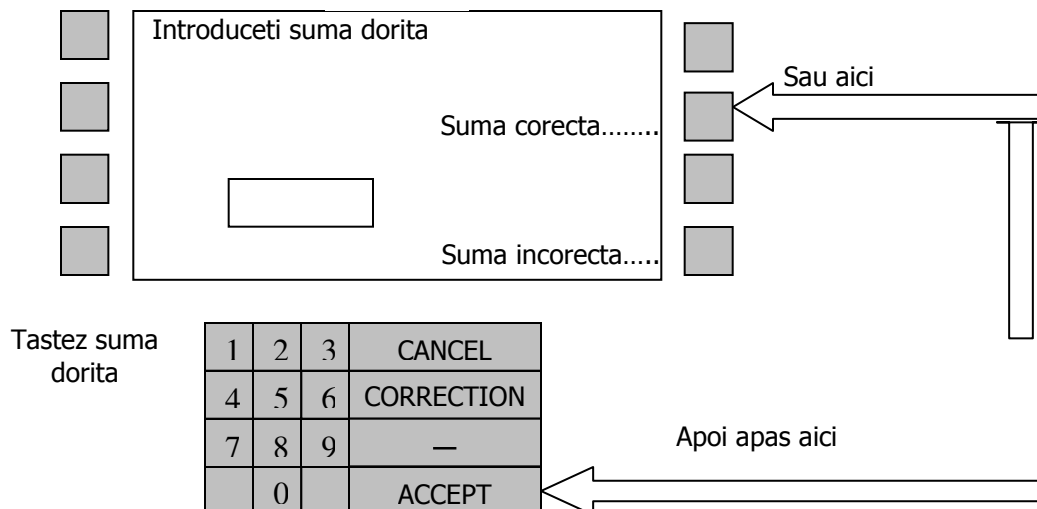 Introduceti suma dorita
Sau aici
Suma corecta……..
Suma incorecta…..
Tastez suma
dorita
1 2 3 CANCEL
4 5 6 CORRECTION
7 8 9 –
0 ACCEPT
Apoi apas aici